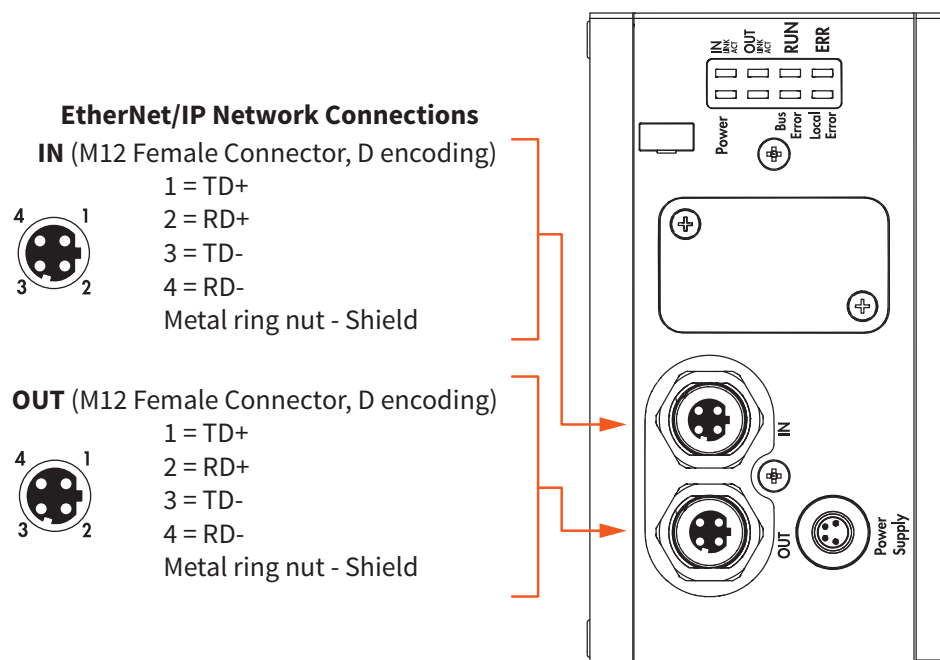 EtherNet/IP Network Connections
IN (M12 Female Connector, D encoding)
1 = TD+
2 = RD+
3 = TD-
4 = RD-
Metal ring nut - Shield
4 1
3 2
OUT (M12 Female Connector, D encoding)
1 = TD+
2 = RD+
3 = TD-
4 = RD-
Metal ring nut - Shield
4 1
3 2
IN
LINK
ACT
OUT
LINK
ACT
RUN
ERR
Power
Bus
Error
Local
Error
IN
OUT
Power
Supply